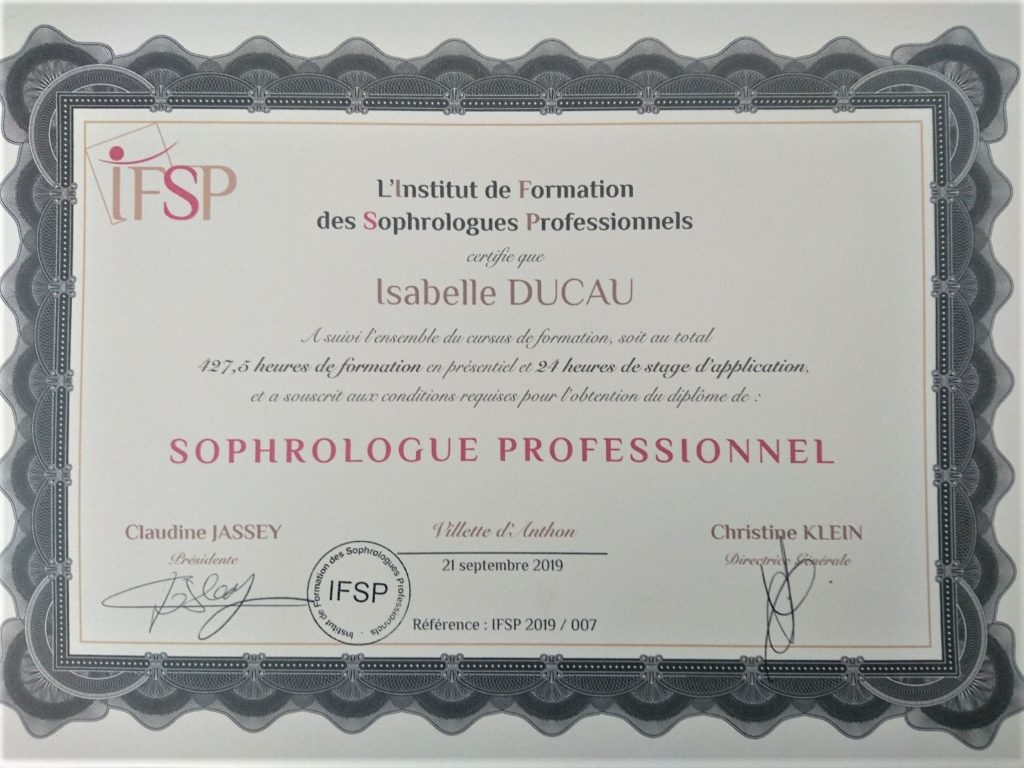 IFSP
L'Institut de Formation
des Sophrologues Professionnels
certifie que
Isabelle DUCAU
A suivi l'ensemble du cursus de formation, soit au total
427,5 heures de formation en présentiel et 24 heures de stage d'application,
et a souscrit aux conditions requises pour l'obtention du diplôme de :
SOPHROLOGUE PROFESSIONNEL
Claudine JASSEY
Présidente
Villette d'Anthon
21 septembre 2019
Référence : IFSP 2019 / 007
Christine KLEIN
Directrice Générale
Institut de Formation des Sophrologues Professionnels
IFSP